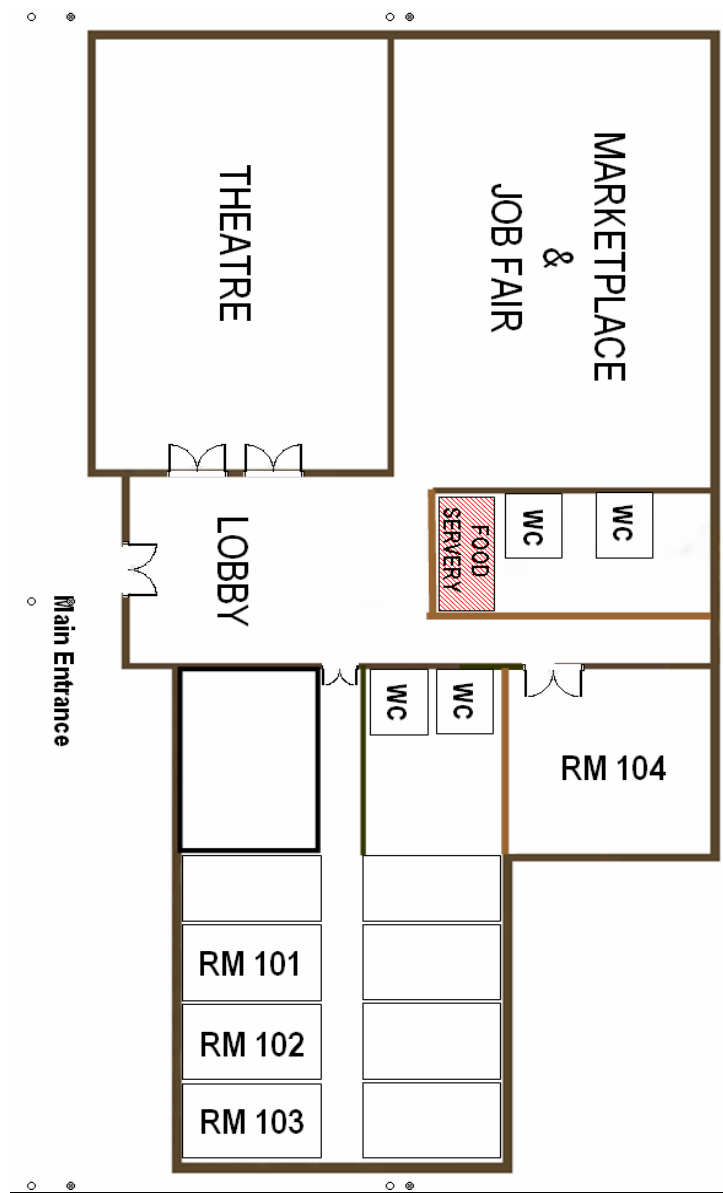 THEATRE
MARKETPLACE
&
JOB FAIR
FOOD
SERVERY
WC
WC
LOBBY
Main Entrance
WC
WC
RM 104
RM 101
RM 102
RM 103